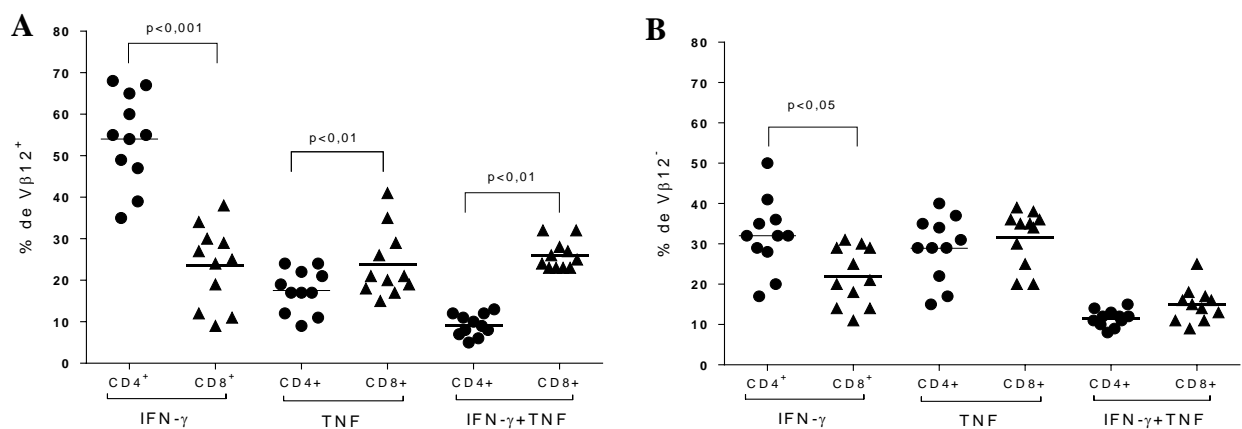 A
% de Vβ12+
80
70
60
50
40
30
20
10
0
p<0,001
p<0,01
p<0,01
CD4+ CD8+ CD4+ CD8+ CD4+ CD8+
IFN-γ TNF IFN-γ+TNF
B
% de Vβ12-
80
70
60
50
40
30
20
10
0
p<0,05
CD4+ CD8+ CD4+ CD8+ CD4+ CD8+
IFN-γ TNF IFN-γ+TNF